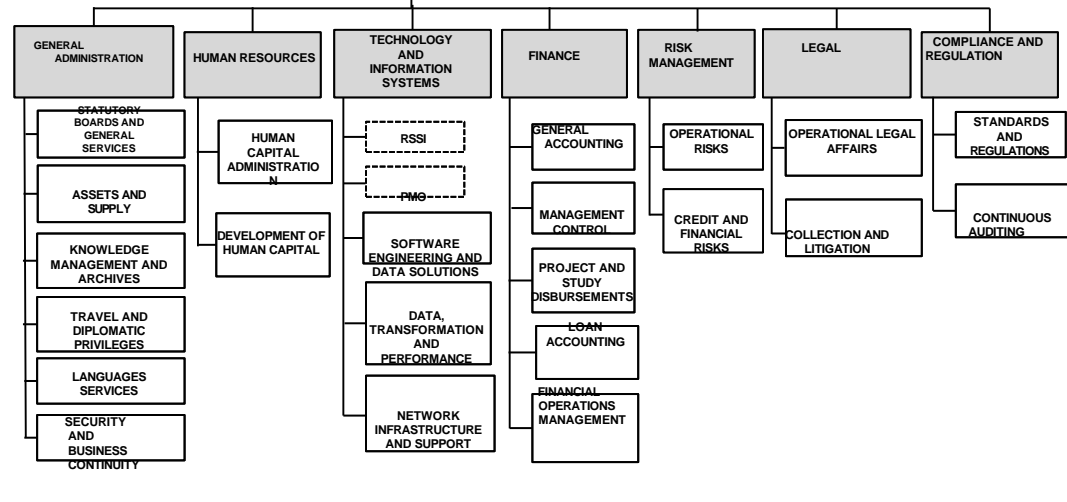 GENERAL
ADMINISTRATION
HUMAN RESOURCES
TECHNOLOGY
AND
INFORMATION
SYSTEMS
FINANCE
RISK
MANAGEMENT
LEGAL
COMPLIANCE AND
REGULATION
STATUTORY
BOARDS AND
GENERAL
SERVICES
ASSETS AND
SUPPLY
KNOWLEDGE
MANAGEMENT AND
ARCHIVES
TRAVEL AND
DIPLOMATIC
PRIVILEGES
LANGUAGES
SERVICES
SECURITY
AND
BUSINESS
CONTINUITY
HUMAN
CAPITAL
ADMINISTRATIO
N
DEVELOPMENT OF
HUMAN CAPITAL
RSSI
PMO
SOFTWARE
ENGINEERING AND
DATA SOLUTIONS
DATA,
TRANSFORMATION
AND
PERFORMANCE
NETWORK
INFRASTRUCTURE
AND SUPPORT
GENERAL
ACCOUNTING
MANAGEMENT
CONTROL
PROJECT AND
STUDY
DISBURSEMENTS
LOAN
ACCOUNTING
FINANCIAL
OPERATIONS
MANAGEMENT
OPERATIONAL
RISKS
CREDIT AND
FINANCIAL
RISKS
OPERATIONAL LEGAL
AFFAIRS
COLLECTION AND
LITIGATION
STANDARDS
AND
REGULATIONS
CONTINUOUS
AUDITING